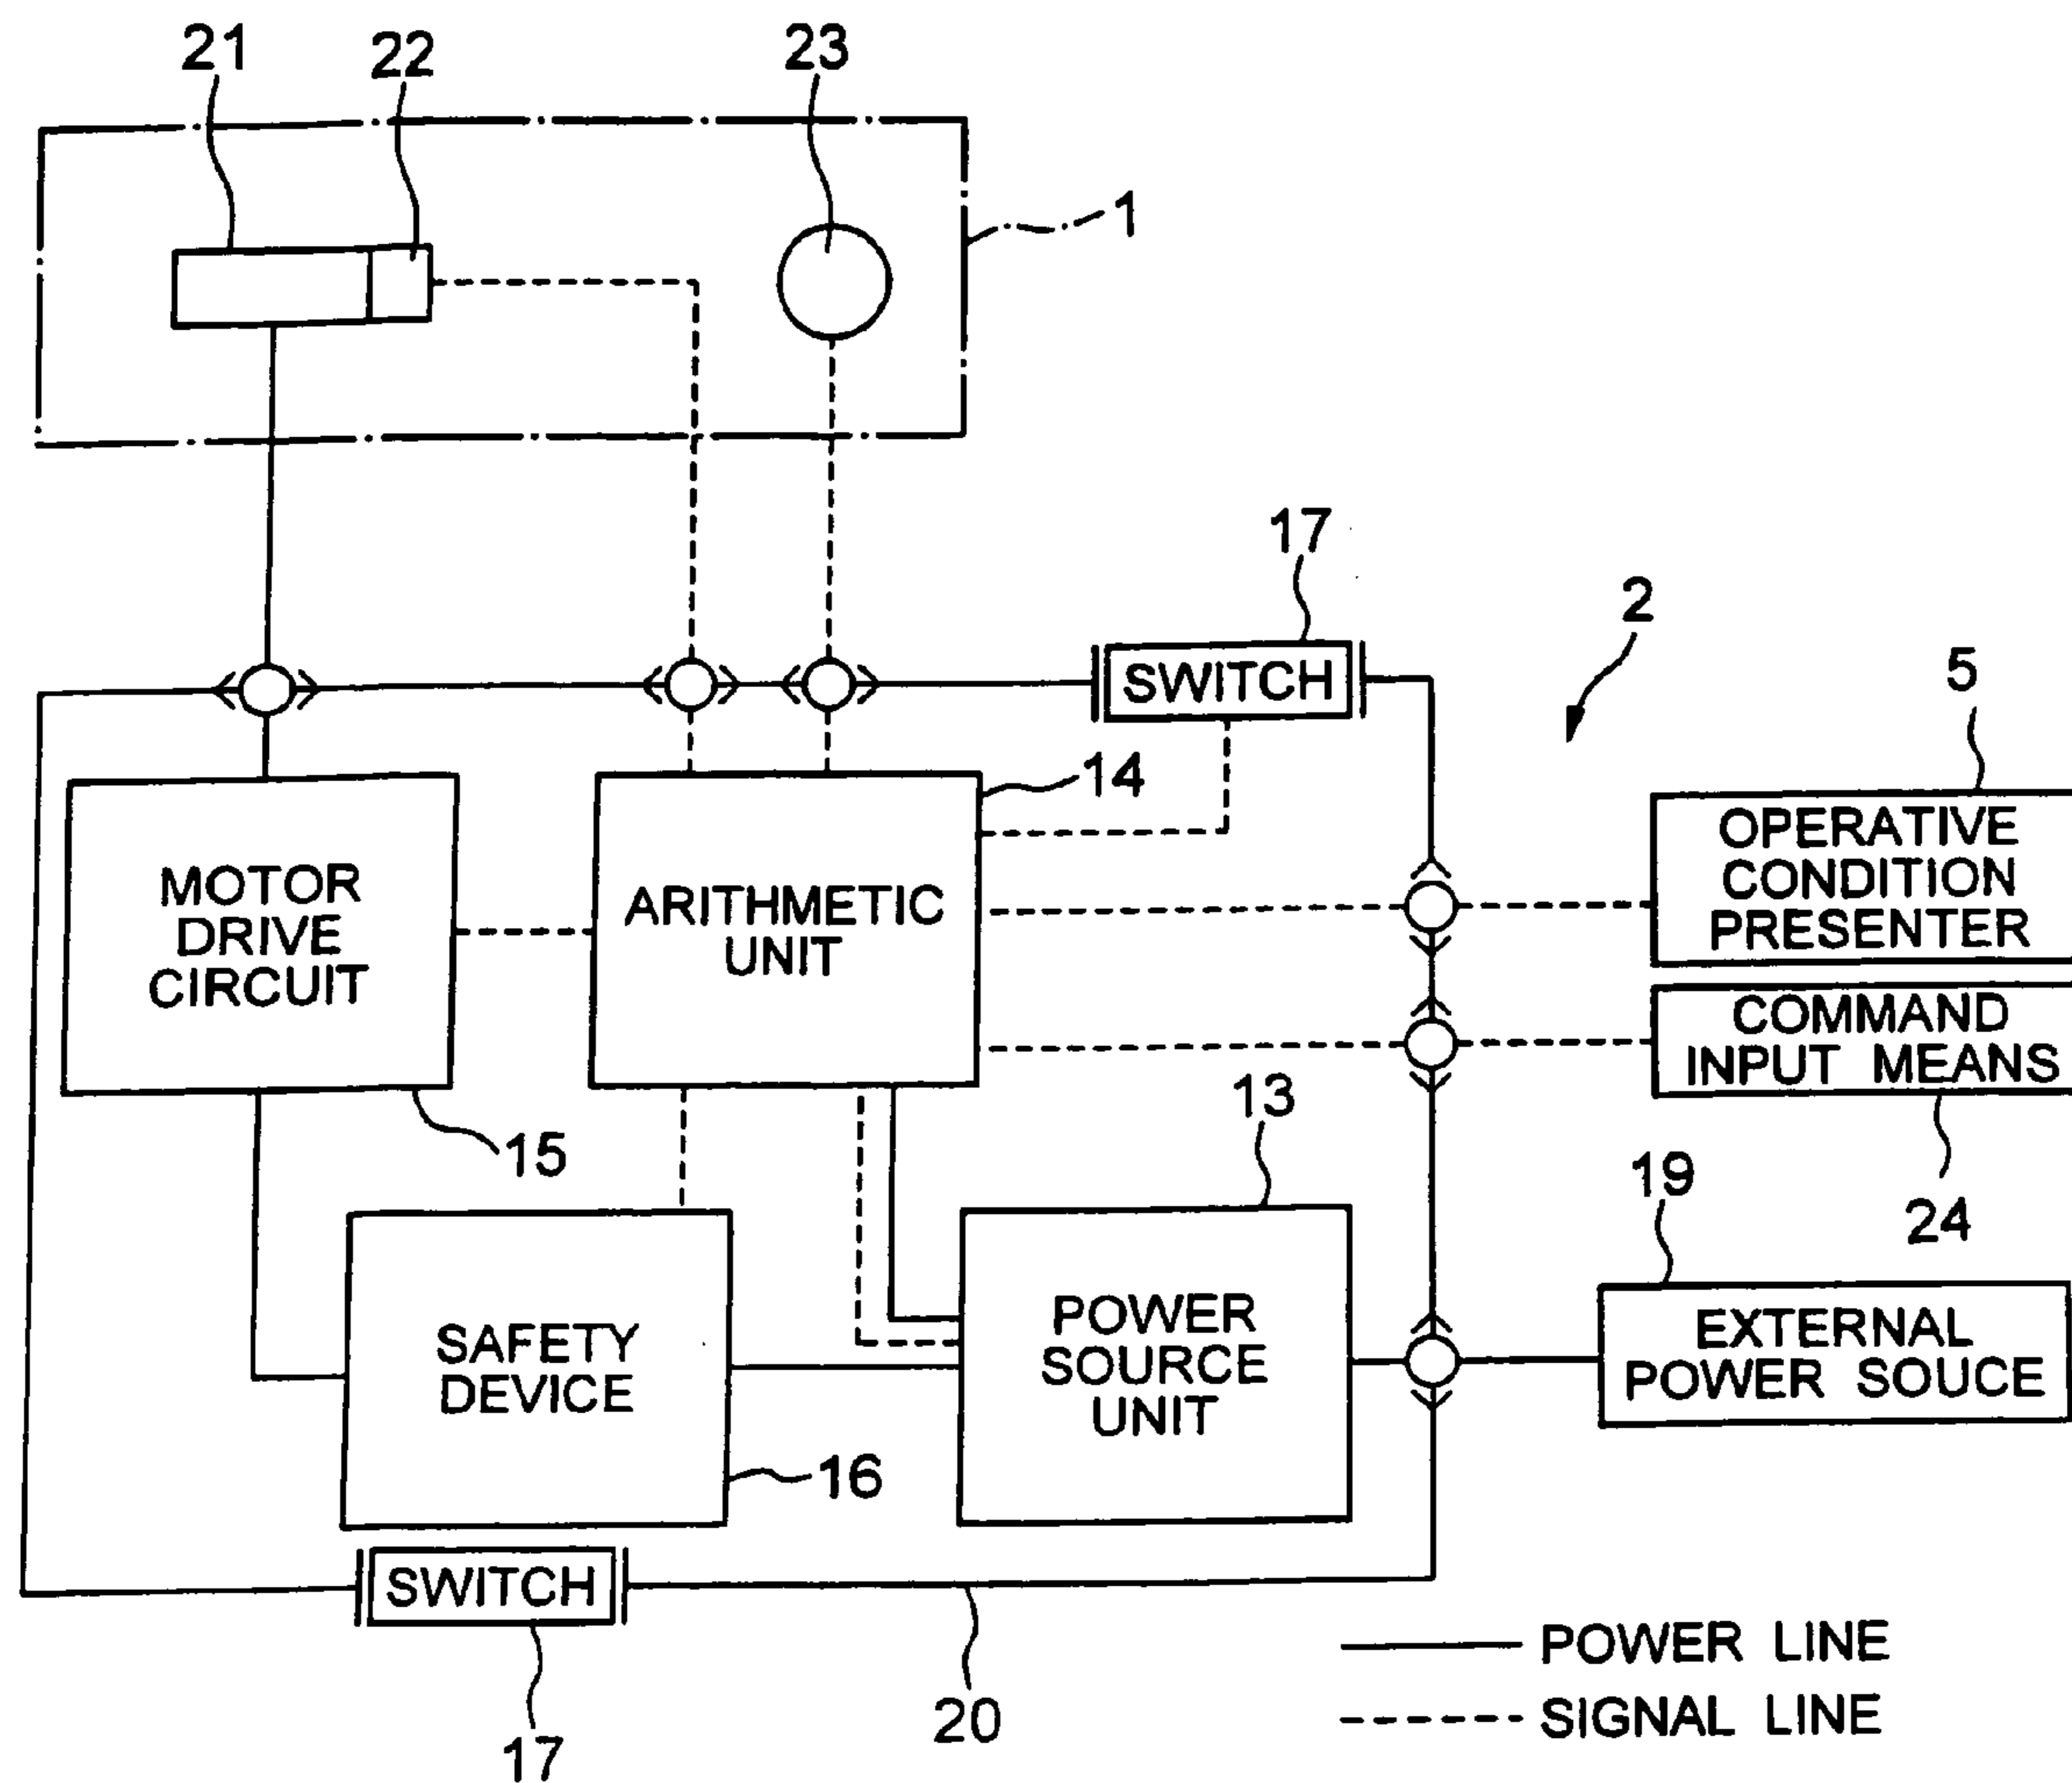 21
22
23
1
17
SWITCH
2
5
14
OPERATIVE
CONDITION
PRESENTER
MOTOR
DRIVE
CIRCUIT
ARITHMETIC
UNIT
COMMAND
INPUT MEANS
13
15
19
24
SAFETY
DEVICE
POWER
SOURCE
UNIT
EXTERNAL
POWER SOUCE
16
SWITCH
17
20
POWER LINE
SIGNAL LINE